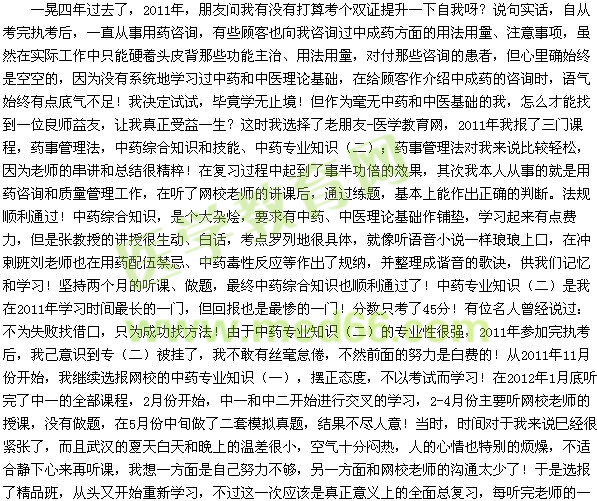 一晃四年过去了，2011年，朋友问我有没有打算考个双证提升一下自我呀？说句实话，自从
考完执考后，一直从事用药咨询，有些顾客也向我咨询过中成药方面的用法用量、注意事项，虽
然在实际工作中只能硬着头皮背那些功能主治、用法用量，对付那些咨询的患者，但心里确始终
是空空的，因为没有系统地学习过中药和中医理论基础，在给顾客作介绍中成药的咨询时，语气
始终有点底气不足！我决定试试，毕竟学无止境！但作为毫无中药和中医基础的我，怎么才能找
到一位良师益友，让我真正受益一生？这时我选择了老朋友-医学教育网，2011年我报了三门课
程，药事管理法，中药综合知识和技能、中药专业知识（二），药事管理法对我来说比较轻松，
因为老师的串讲和总结很精粹！在复习过程中起到了事半功倍的效果，其次我本人从事的就是用
药咨询和质量管理工作，在听了网校老师的讲课后，通过练题，基本上能作出正确的判断。法规
顺利通过！中药综合知识，是个大杂烩，要求有中药、中医理论基础作铺垫，学习起来有点费
力，但是张教授的讲授很生动、白话，考点罗列地很具体，就像听语音小说一样琅琅上口，在冲
刺班刘老师也在用药配伍禁忌、中药毒性反应等作出了规纳，并整理成谐音的歌诀，供我们记忆
和学习！坚持两个月的听课、做题，最终中药综合知识也顺利通过了！中药专业知识（二）是我
在2011年学习时间最长的一门，但回报也是最惨的一门！分数只考了45分！有位名人曾经说过：
不为失败找借口，只为成功找方法！由于中药专业知识（二）的专业性很强，2011年参加完执考
后，我己意识到专（二）被挂了，我不敢有丝毫怠倦，不然前面的努力是白费的！从2011年11月
份开始，我继续选报网校的中药专业知识（一），摆正态度，不以考试而学习！在2012年1月底听
完了中一的全部课程，2月份开始，中一和中二开始进行交叉的学习，2-4月份主要听网校老师的
授课，没有做题，在5月份中旬做了二套模拟真题，结果不尽人意！当时，时间对于我来说巳经很
紧张了，而且武汉的夏天白天和晚上的温差很小，空气十分闷热，人的心情也特别的烦燥，不适
合静下心来再听课，我想一方面是自己努力不够，另一方面和网校老师的沟通太少了！于是选报
了精品班，从头又开始重新学习，不过这一次应该是真正意义上的全面总复习，每听完老师的一
医学教育网
www.med66.com